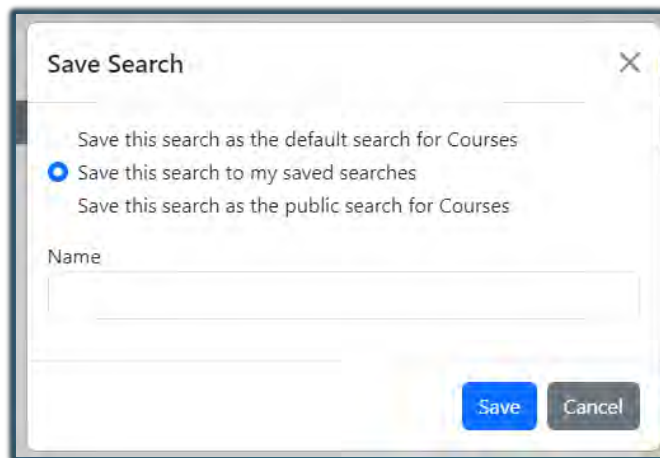 Save Search
Save this search as the default search for Courses
Save this search to my saved searches
Save this search as the public search for Courses
Name
Save Cancel